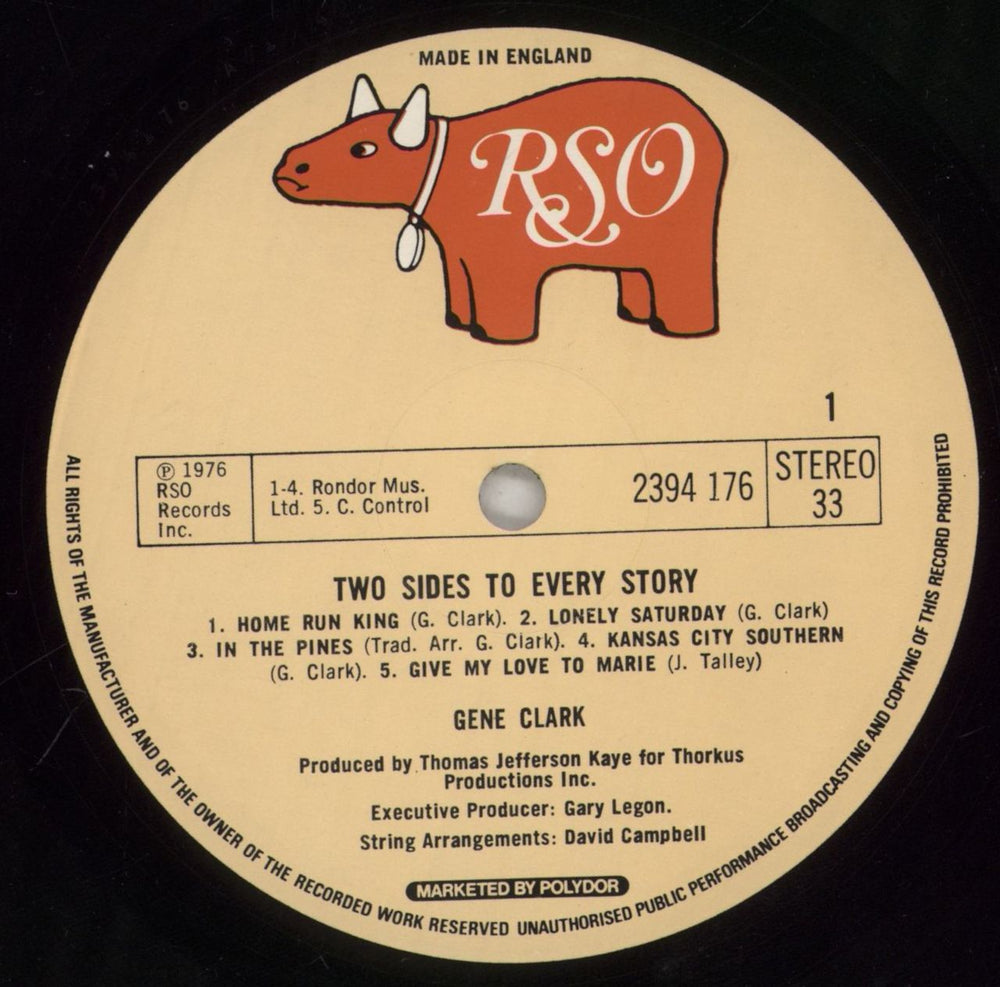 MADE IN ENGLAND
RSO
1
℗ 1976
RSO
Records
Inc.
1-4. Rondor Mus.
Ltd. 5. C. Control
2394 176
STEREO
33
TWO SIDES TO EVERY STORY
1. HOME RUN KING (G. Clark). 2. LONELY SATURDAY (G. Clark)
3. IN THE PINES (Trad. Arr. G. Clark). 4. KANSAS CITY SOUTHERN
(G. Clark). 5. GIVE MY LOVE TO MARIE (J. Talley)
GENE CLARK
Produced by Thomas Jefferson Kaye for Thorkus
Productions Inc.
Executive Producer: Gary Legon.
String Arrangements: David Campbell
MARKETED BY POLYDOR
ALL RIGHTS OF THE MANUFACTURER AND OF THE OWNER OF THE RECORDED WORK RESERVED UNAUTHORISED PUBLIC PERFORMANCE BROADCASTING AND COPYING OF THIS RECORD PROHIBITED